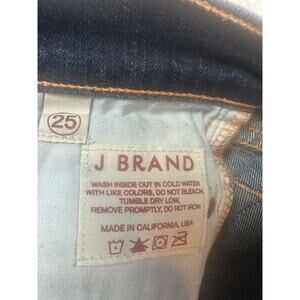 25
J BRAND
WASH INSIDE OUT IN COLD WATER
WITH LIKE COLORS, DO NOT BLEACH,
TUMBLE DRY LOW,
REMOVE PROMPTLY, DO NOT IRON
MADE IN CALIFORNIA, USA